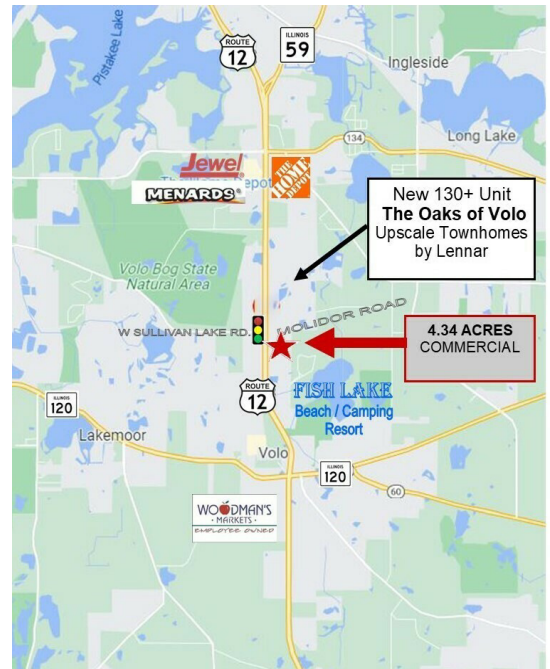 Pistakee Lake
ROUTE
12
ILLINOIS
59
Ingleside
134
Long Lake
Jewel
MENARDS
THE
HOME
DEPOT
Depot
New 130+ Unit
The Oaks of Volo
Upscale Townhomes
by Lennar
Volo Bog State
Natural Area
MOLIDOR ROAD
W SULLIVAN LAKE RD.
4.34 ACRES
COMMERCIAL
ROUTE
12
FISH LAKE
Beach / Camping
Resort
ILLINOIS
120
Lakemoor
Volo
ILLINOIS
120
60
WOODMAN'S
• MARKETS •
EMPLOYEE OWNED